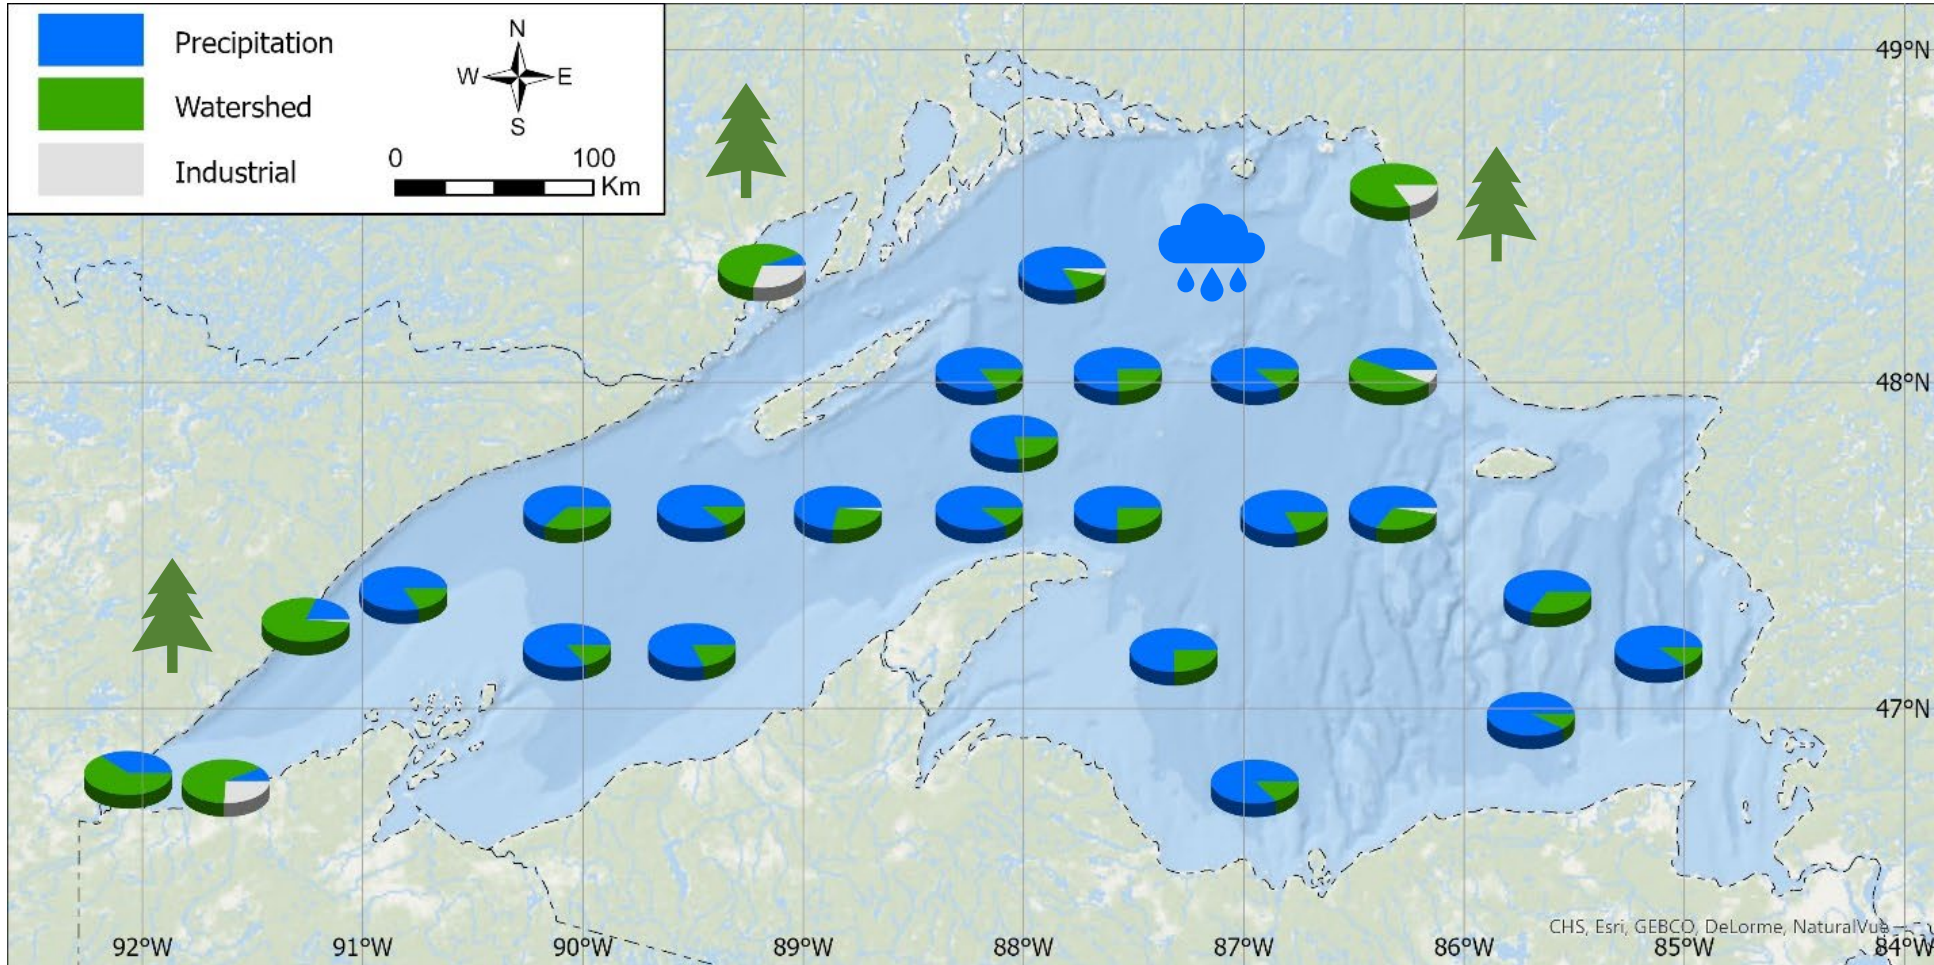 Precipitation
Watershed
Industrial
N
W E
S
0 100
Km
49°N
48°N
47°N
CHS, Esri, GEBCO, DeLorme, NaturalVue
92°W 91°W 90°W 89°W 88°W 87°W 86°W 85°W 84°W